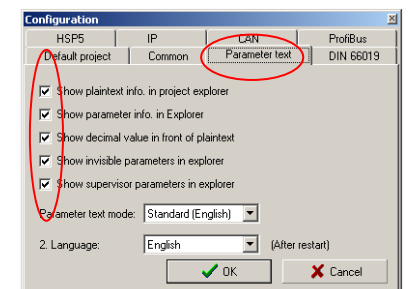 Configuration
HSP5 IP CAN ProfiBus
Default project Common Parameter text DIN 66019
Show plaintext info. in project explorer
Show parameter info. in Explorer
Show decimal value in front of plaintext
Show invisible parameters in explorer
Show supervisor parameters in explorer
Parameter text mode: Standard (English)
2. Language: English (After restart)
OK Cancel